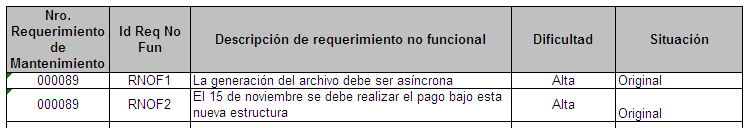 Nro. Requerimiento de Mantenimiento | Id Req No Fun | Descripción de requerimiento no funcional | Dificultad | Situación
000089 | RNOF1 | La generación del archivo debe ser asíncrona | Alta | Original
000089 | RNOF2 | El 15 de noviembre se debe realizar el pago bajo esta nueva estructura | Alta | Original